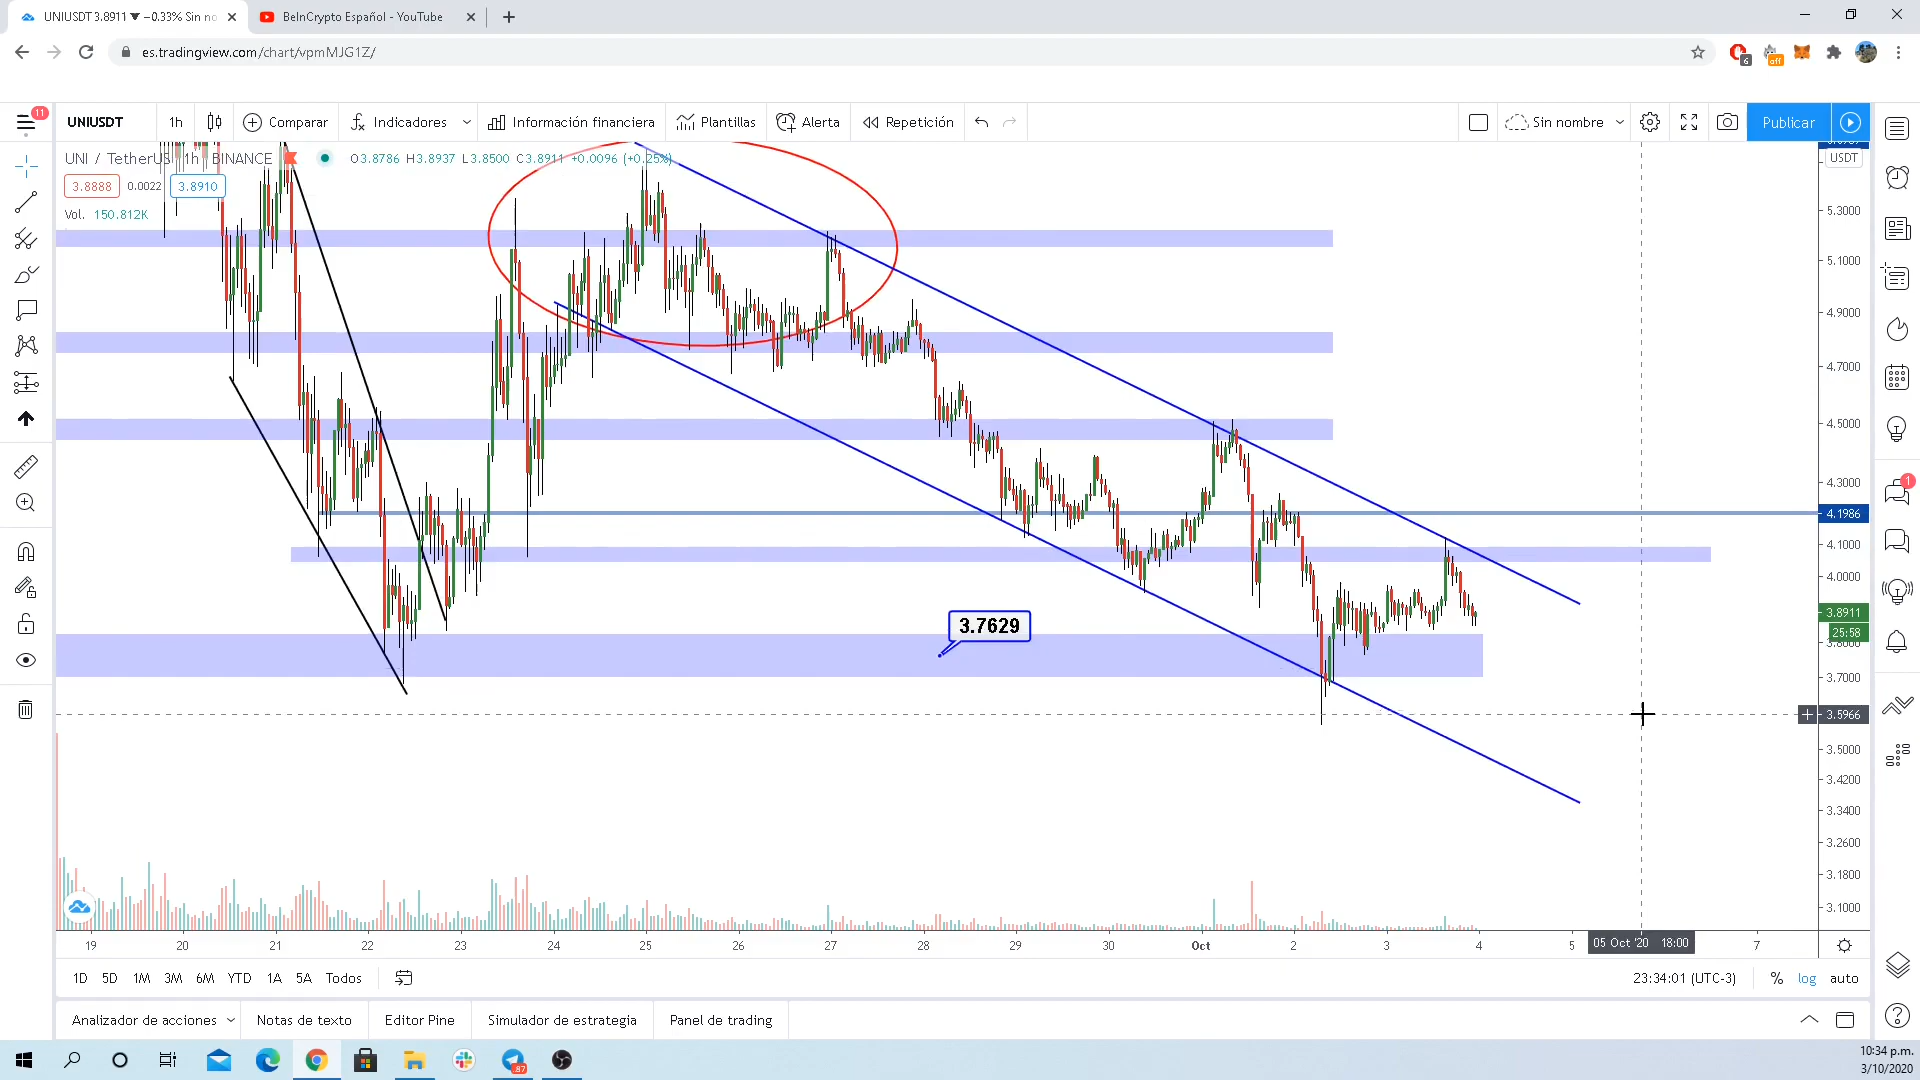 UNIUSDT 3.8911 ▼ −0.33% Sin no
BeInCrypto Español - YouTube
es.tradingview.com/chart/vpmMJG1Z/
6
off
11
UNIUSDT 1h Comparar Indicadores Información financiera Plantillas Alerta Repetición Sin nombre Publicar
UNI / TetherUS 1h BINANCE O3.8786 H3.8937 L3.8500 C3.8911 +0.0096 (+0.25%)
USDT
3.8888 0.0022 3.8910
Vol. 150.812K
5.3000
5.1000
4.9000
4.7000
4.5000
4.3000
1
4.1986
4.1000
4.0000
3.8911
25:58
3.7629
3.7000
3.5966
3.5000
3.4200
3.3400
3.2600
3.1800
3.1000
19 20 21 22 23 24 25 26 27 28 29 30 Oct 2 3 4 5 05 Oct '20 18:00 7
1D 5D 1M 3M 6M YTD 1A 5A Todos 23:34:01 (UTC-3) % log auto
Analizador de acciones Notas de texto Editor Pine Simulador de estrategia Panel de trading
87
10:34 p.m.
3/10/2020